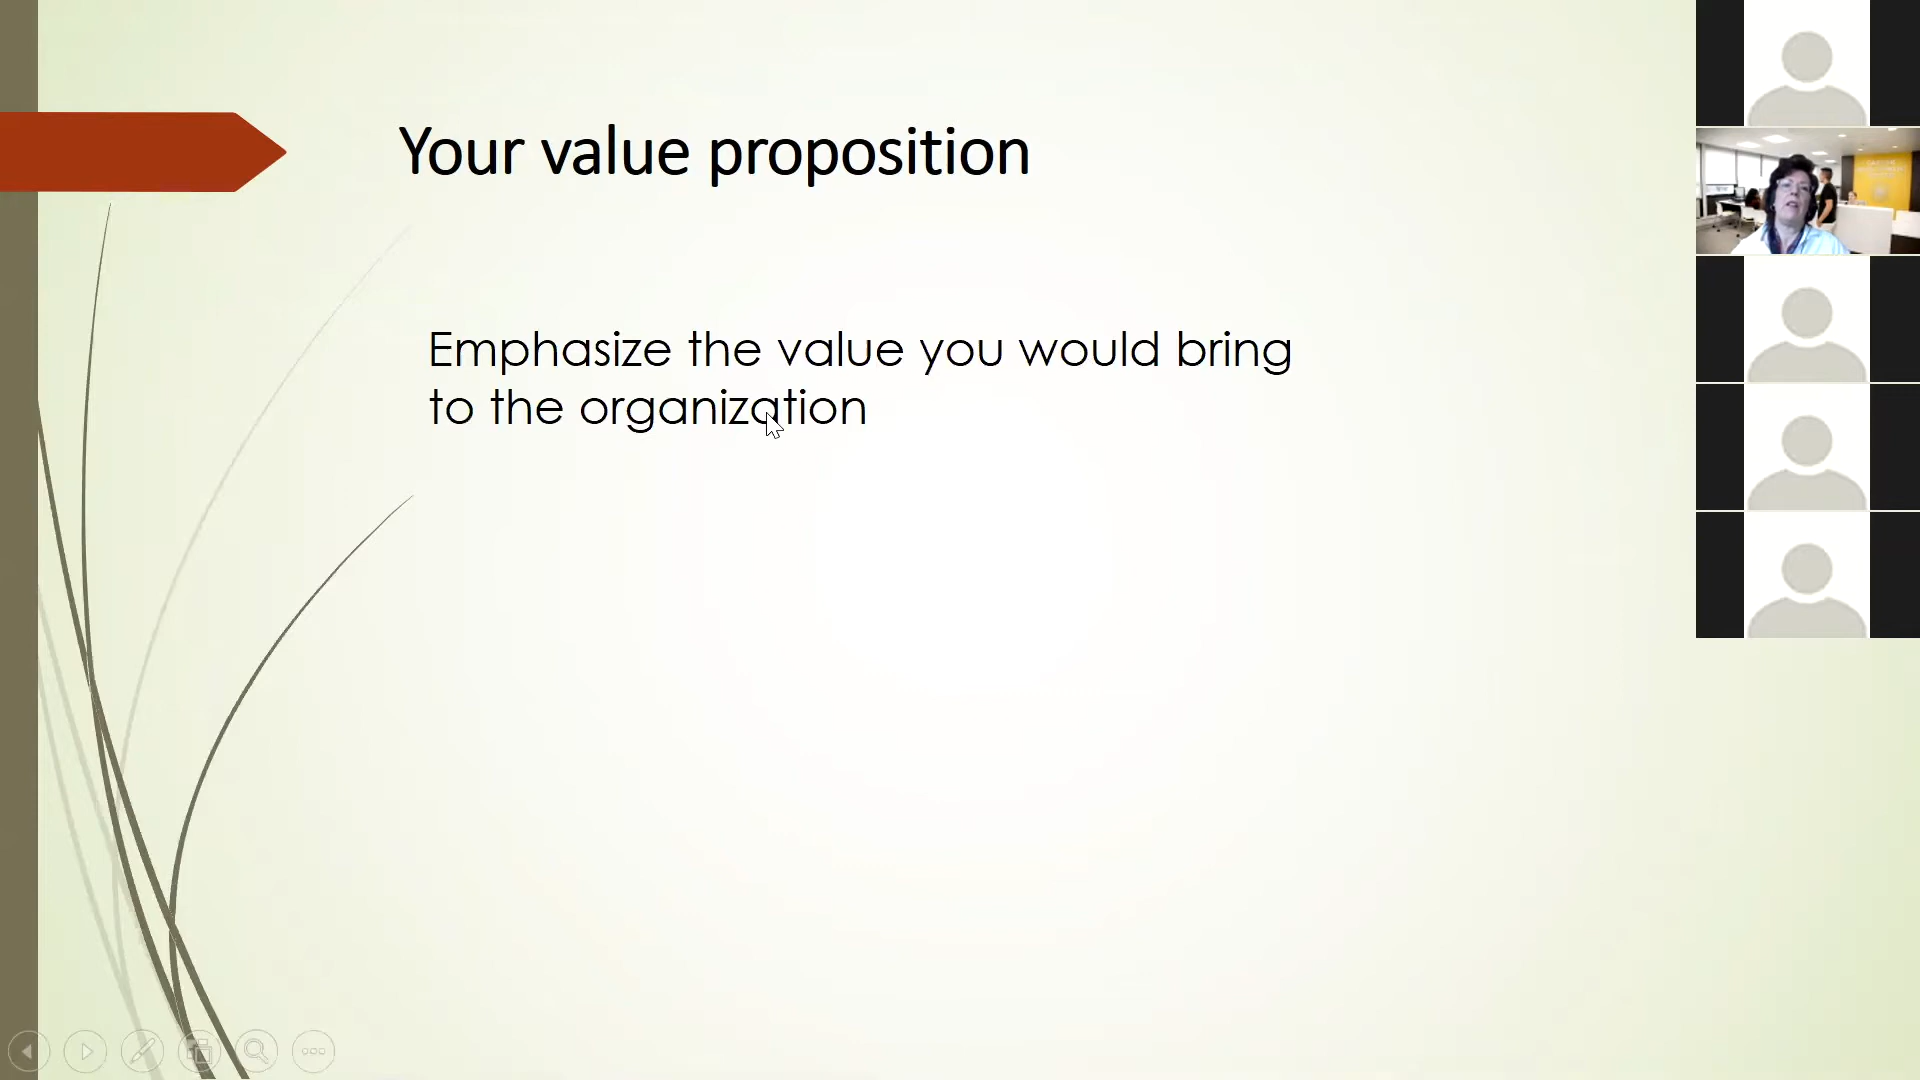 Your value proposition
Emphasize the value you would bring
to the organization